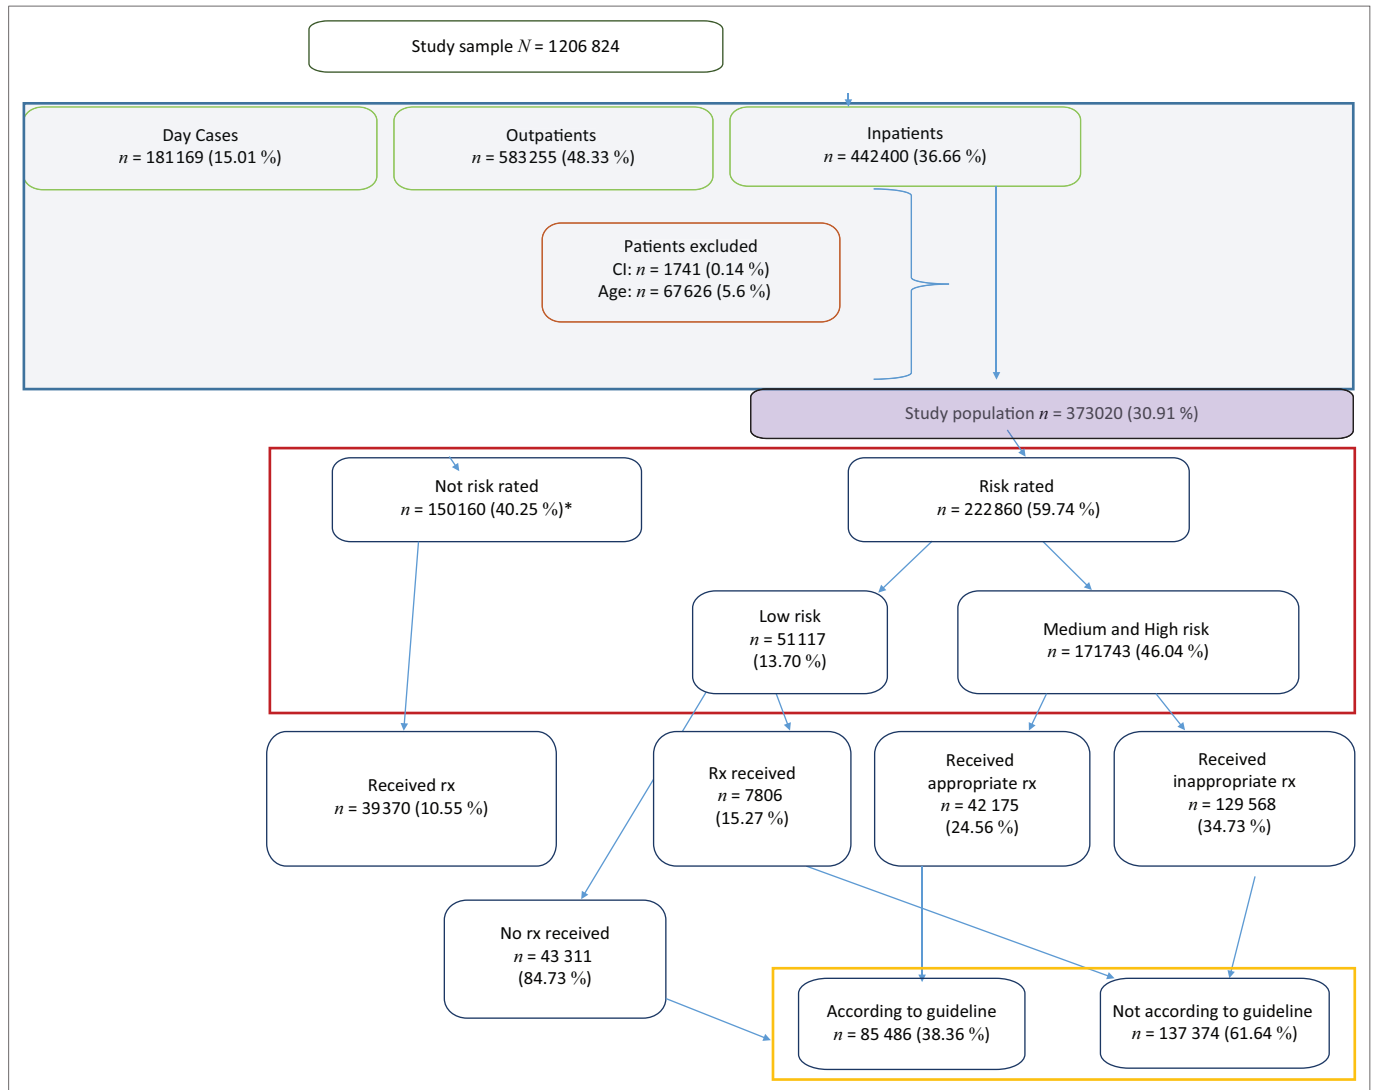 Study sample N = 1206 824
Day Cases
n = 181169 (15.01 %)
Outpatients
n = 583255 (48.33 %)
Inpatients
n = 442400 (36.66 %)
Patients excluded
CI: n = 1741 (0.14 %)
Age: n = 67626 (5.6 %)
Study population n = 373020 (30.91 %)
Not risk rated
n = 150160 (40.25 %)*
Risk rated
n = 222860 (59.74 %)
Low risk
n = 51117
(13.70 %)
Medium and High risk
n = 171743 (46.04 %)
Received rx
n = 39370 (10.55 %)
Rx received
n = 7806
(15.27 %)
Received
appropriate rx
n = 42 175
(24.56 %)
Received
inappropriate rx
n = 129 568
(34.73 %)
No rx received
n = 43 311
(84.73 %)
According to guideline
n = 85 486 (38.36 %)
Not according to guideline
n = 137 374 (61.64 %)